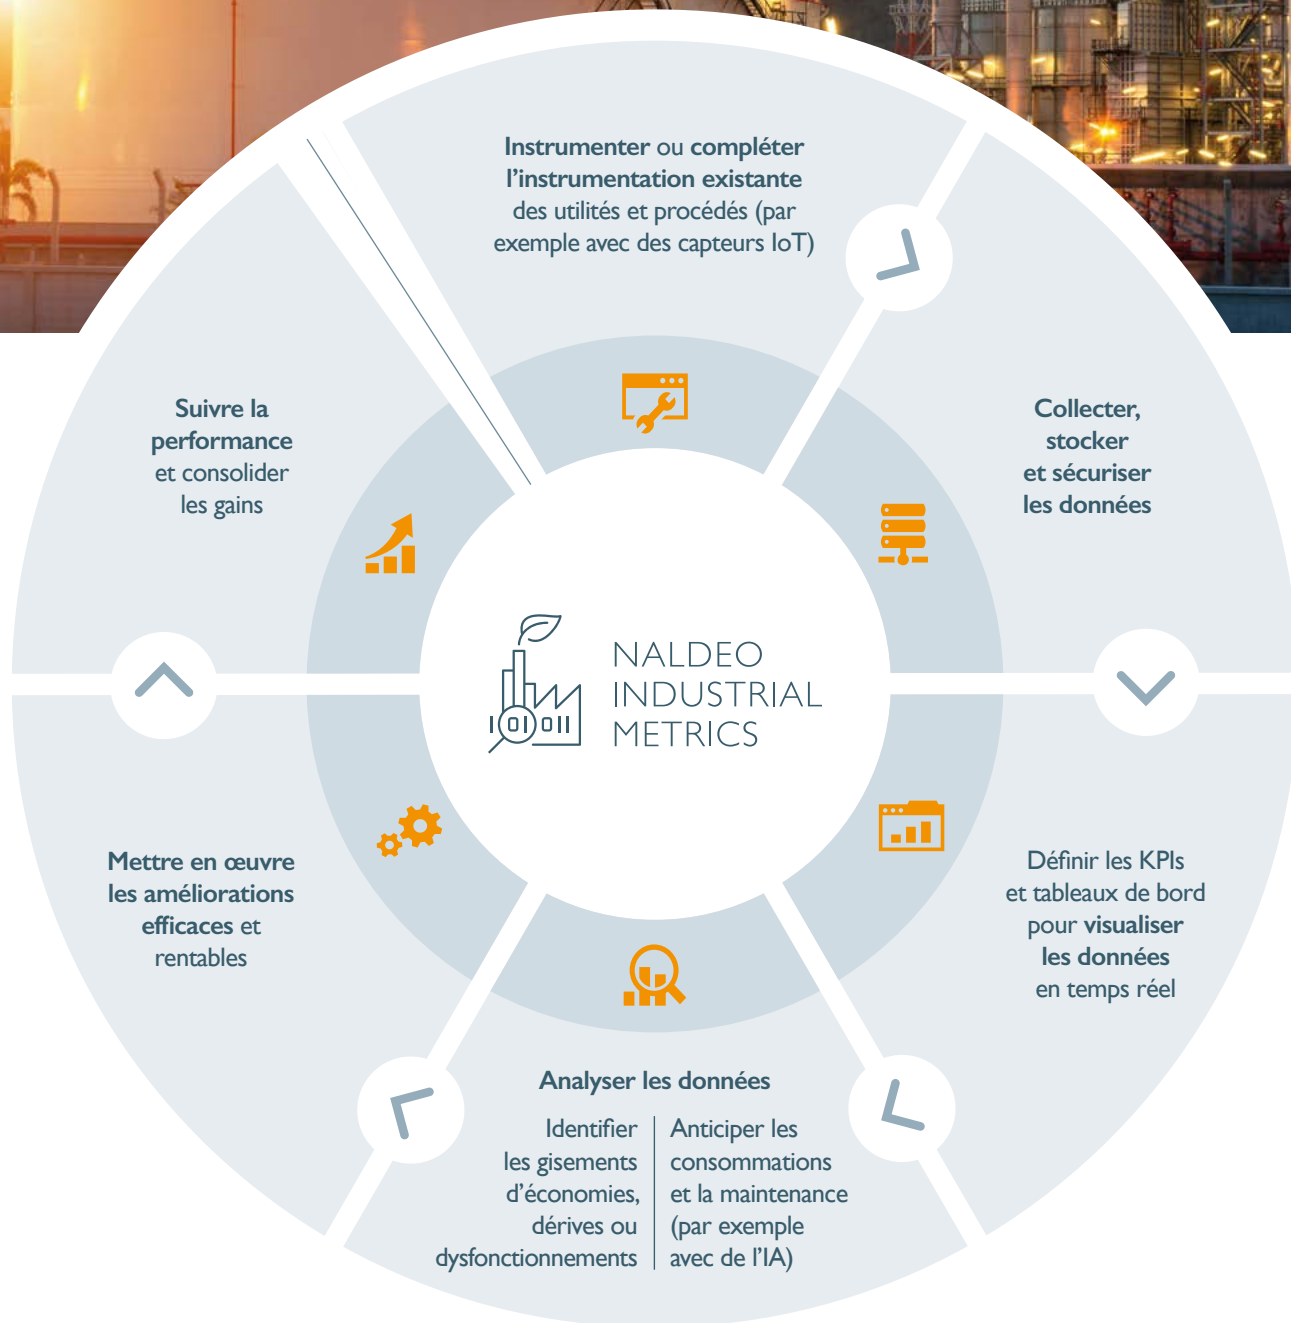 Instrumenter ou compléter
l’instrumentation existante
des utilités et procédés (par
exemple avec des capteurs IoT)
Collecter,
stocker
et sécuriser
les données
Définir les KPIs
et tableaux de bord
pour visualiser
les données
en temps réel
Analyser les données
Identifier
les gisements
d’économies,
dérives ou
dysfonctionnements
Anticiper les
consommations
et la maintenance
(par exemple
avec de l’IA)
Mettre en œuvre
les améliorations
efficaces et
rentables
Suivre la
performance
et consolider
les gains
NALDEO
INDUSTRIAL
METRICS
101011